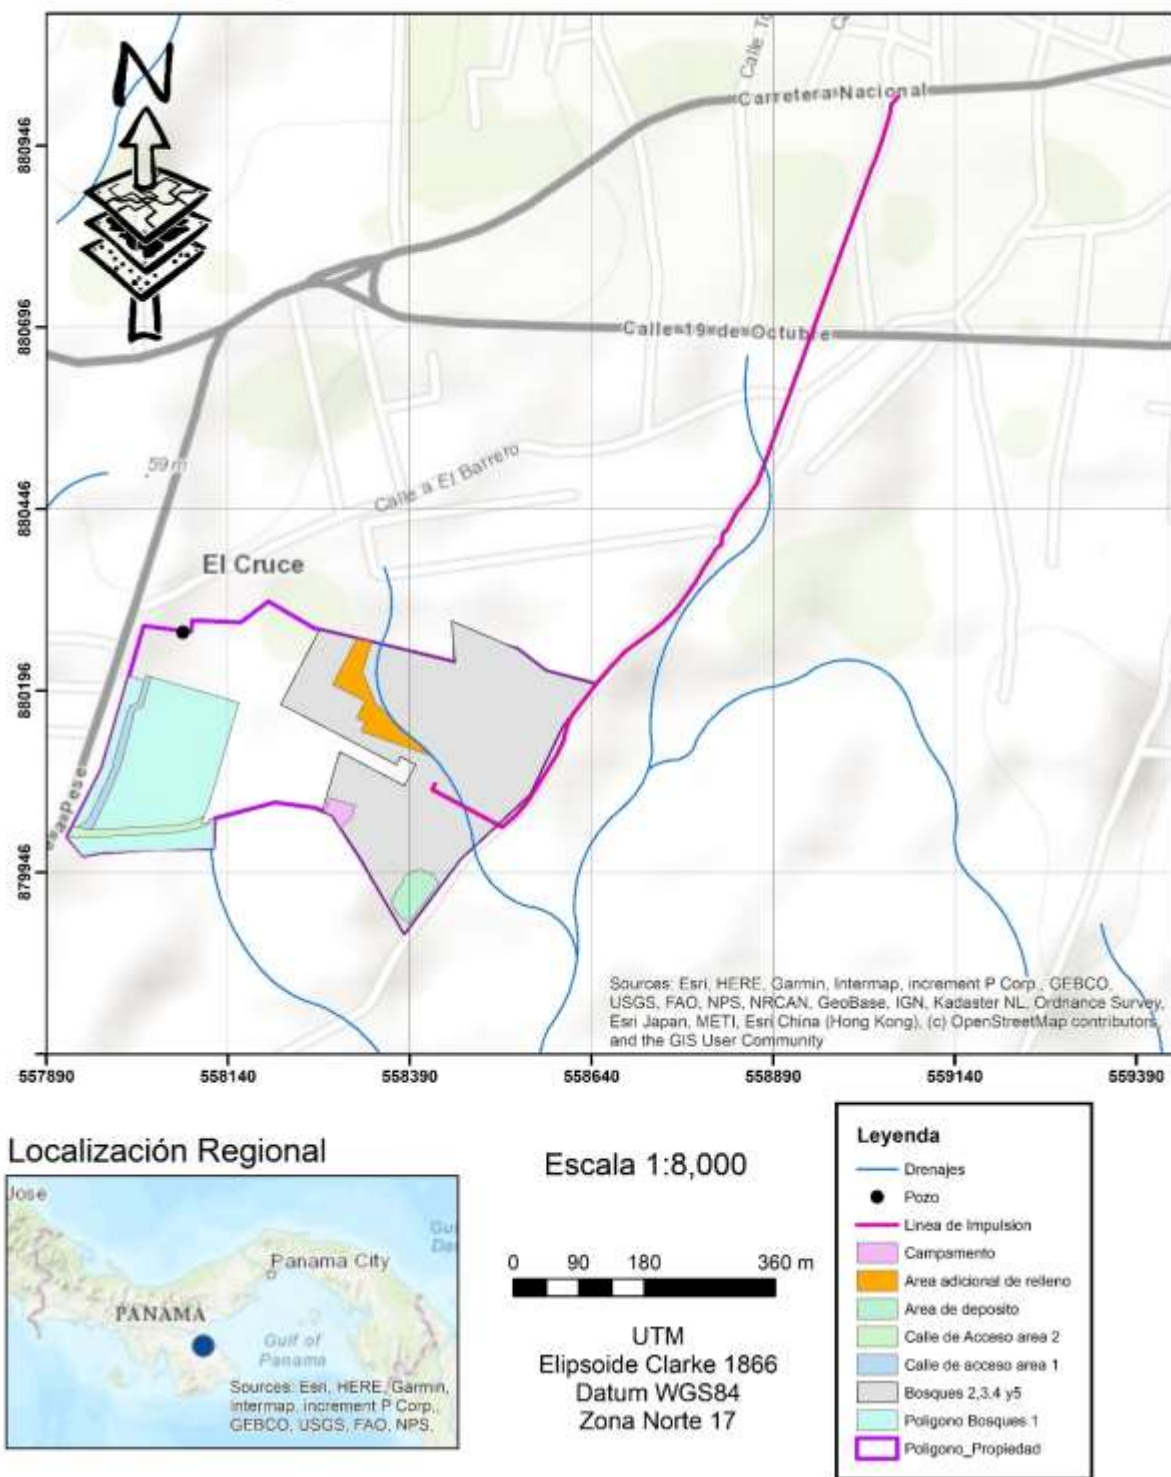 N
Calle To
Carretera Nacional
880946
880696
Calle 19 de Octubre
59 m
Calle a El Barrero
880446
El Cruce
880196
Pese
879946
Sources: Esri, HERE, Garmin, Intermap, increment P Corp., GEBCO,
USGS, FAO, NPS, NRCAN, GeoBase, IGN, Kadaster NL, Ordnance Survey,
Esri Japan, METI, Esri China (Hong Kong), (c) OpenStreetMap contributors,
and the GIS User Community
557890 558140 558390 558640 558890 559140 559390
Localización Regional
Jose
Panama City
PANAMA
Gulf of
Panama
Sources: Esri, HERE, Garmin,
Intermap, increment P Corp.,
GEBCO, USGS, FAO, NPS,
Escala 1:8,000
0 90 180 360 m
UTM
Elipsoide Clarke 1866
Datum WGS84
Zona Norte 17
Leyenda
Drenajes
Pozo
Linea de Impulsion
Campamento
Area adicional de relleno
Area de deposito
Calle de Acceso area 2
Calle de acceso area 1
Bosques 2,3.4 y5
Poligono Bosques 1
Poligono_Propiedad